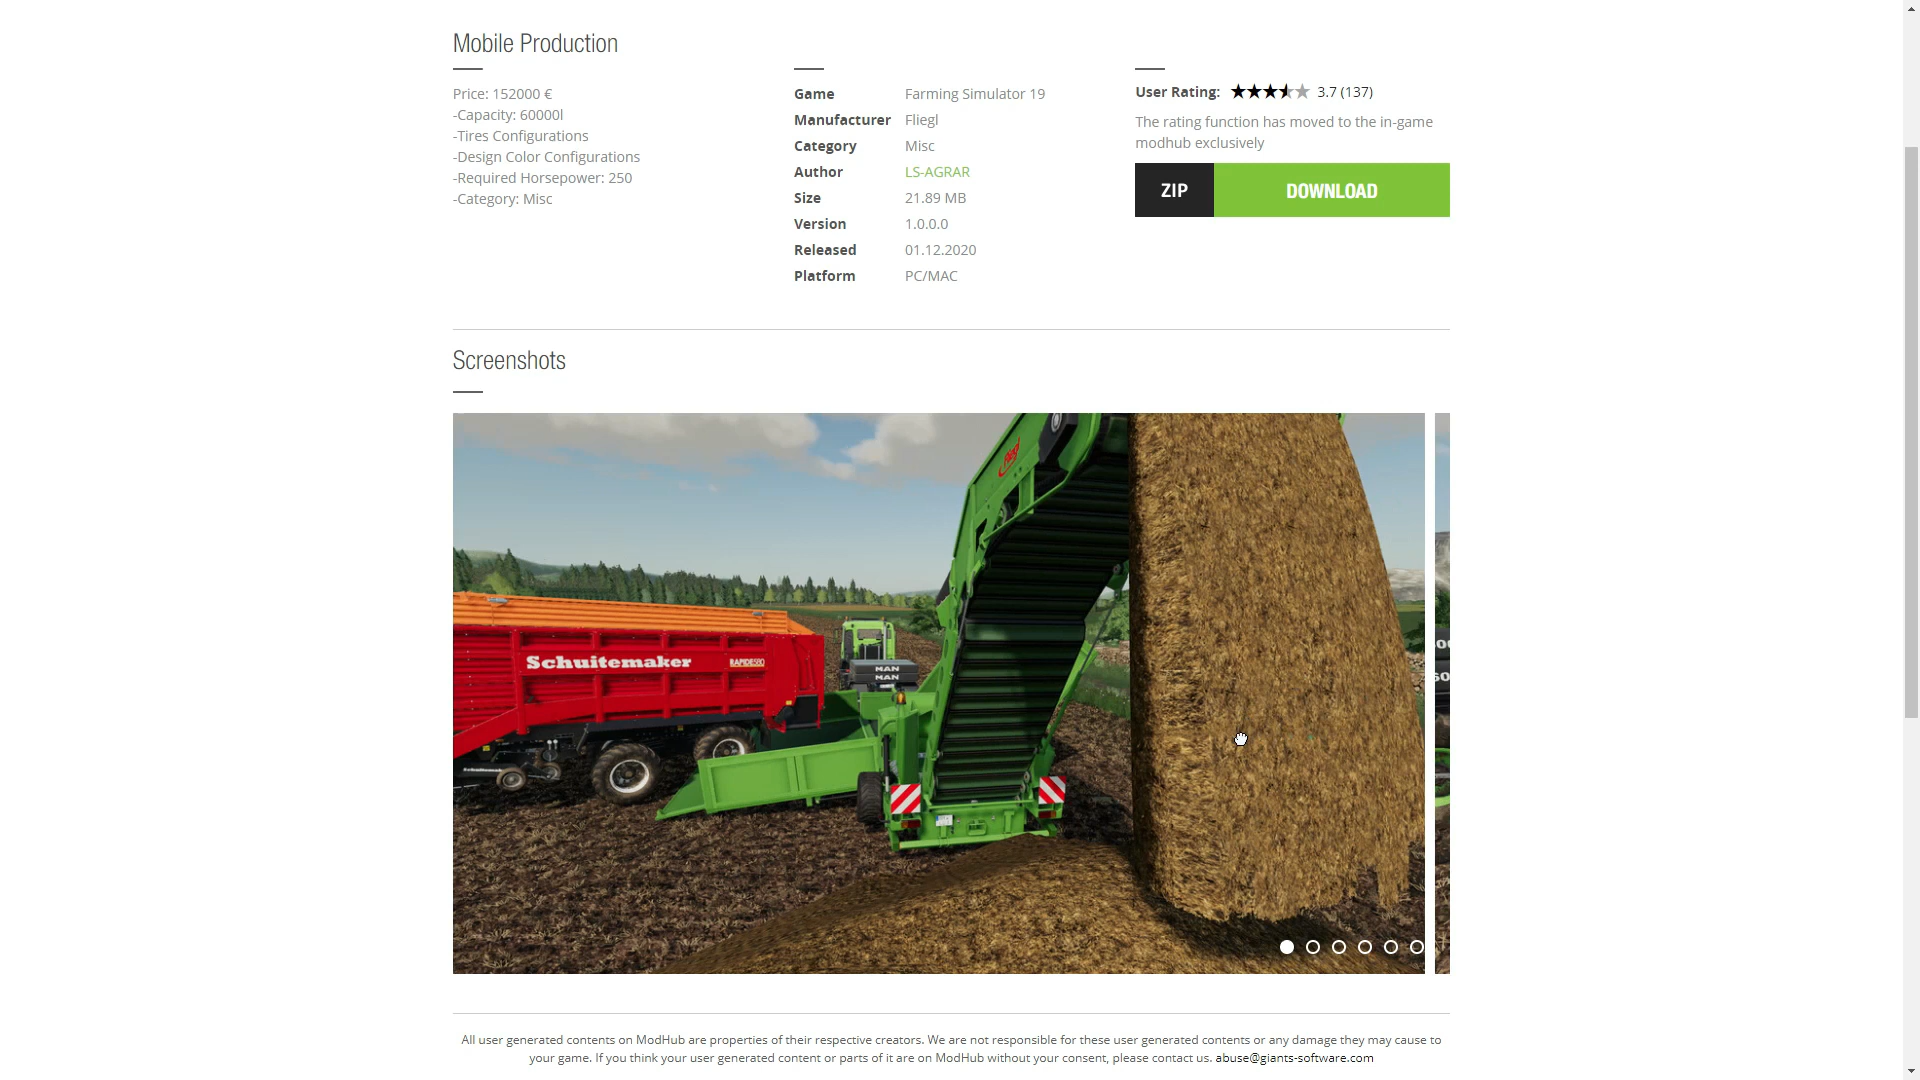 Mobile Production
Price: 152000 €
-Capacity: 60000l
-Tires Configurations
-Design Color Configurations
-Required Horsepower: 250
-Category: Misc
Game Farming Simulator 19
Manufacturer Fliegl
Category Misc
Author LS-AGRAR
Size 21.89 MB
Version 1.0.0.0
Released 01.12.2020
Platform PC/MAC
User Rating: 3.7 (137)
The rating function has moved to the in-game
modhub exclusively
ZIP DOWNLOAD
Screenshots
fliegl
Schuitemaker RAPIDE580
MAN
MAN
Schuitemaker
All user generated contents on ModHub are properties of their respective creators. We are not responsible for these user generated contents or any damage they may cause to
your game. If you think your user generated content or parts of it are on ModHub without your consent, please contact us. abuse@giants-software.com